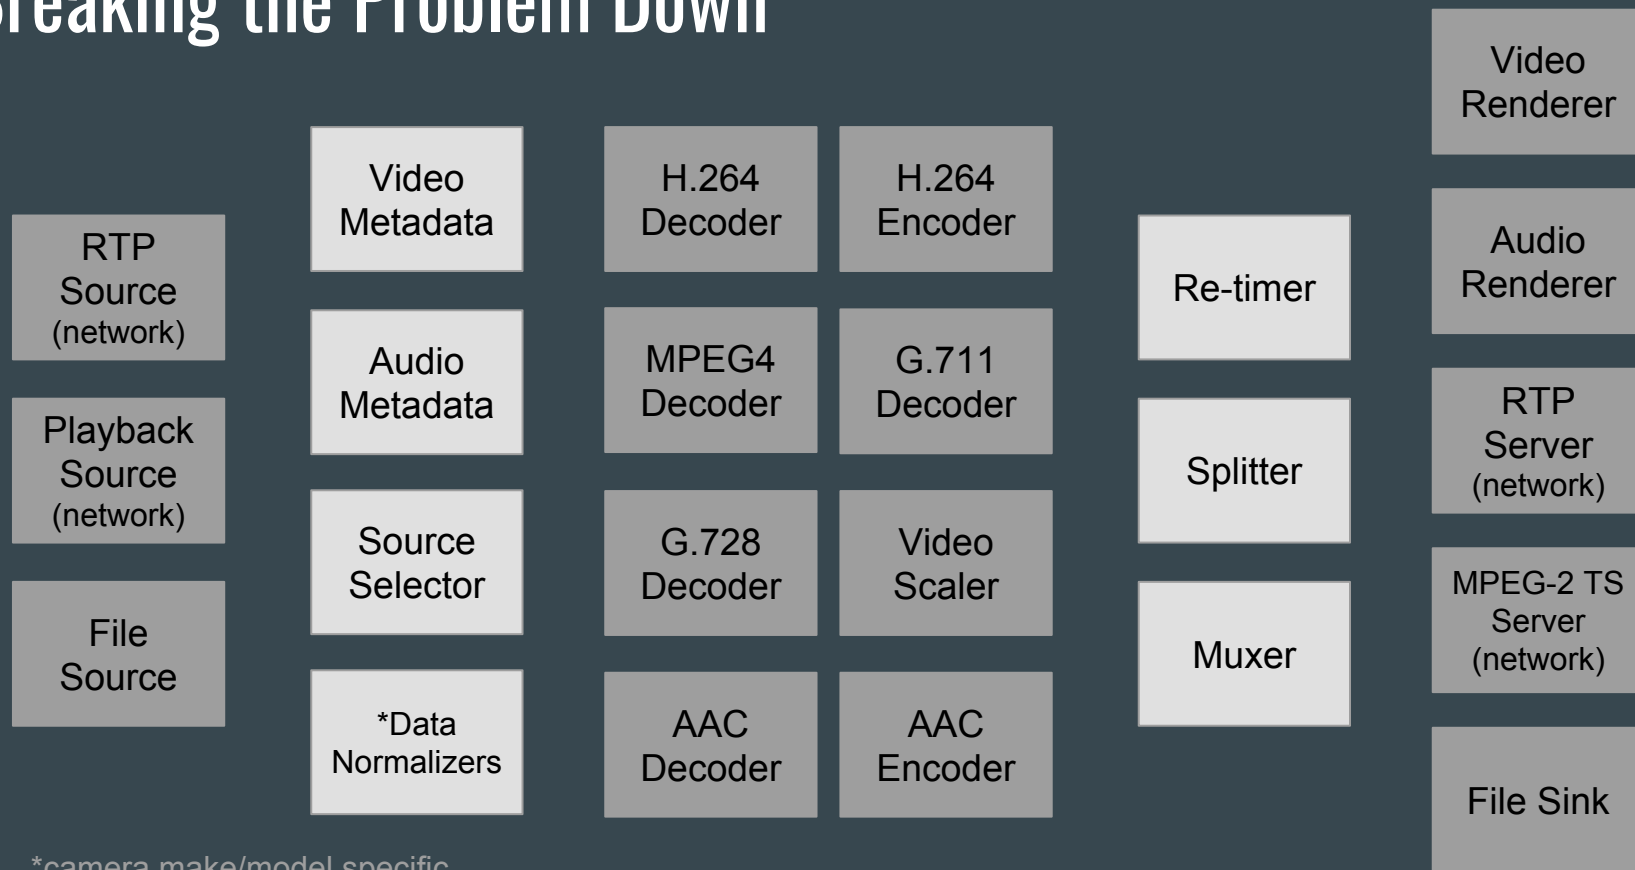 Breaking the Problem Down
RTP
Source
(network)
Playback
Source
(network)
File
Source
Video
Metadata
Audio
Metadata
Source
Selector
*Data
Normalizers
H.264
Decoder
MPEG4
Decoder
G.728
Decoder
AAC
Decoder
H.264
Encoder
G.711
Decoder
Video
Scaler
AAC
Encoder
Re-timer
Splitter
Muxer
Video
Renderer
Audio
Renderer
RTP
Server
(network)
MPEG-2 TS
Server
(network)
File Sink
*camera make/model specific